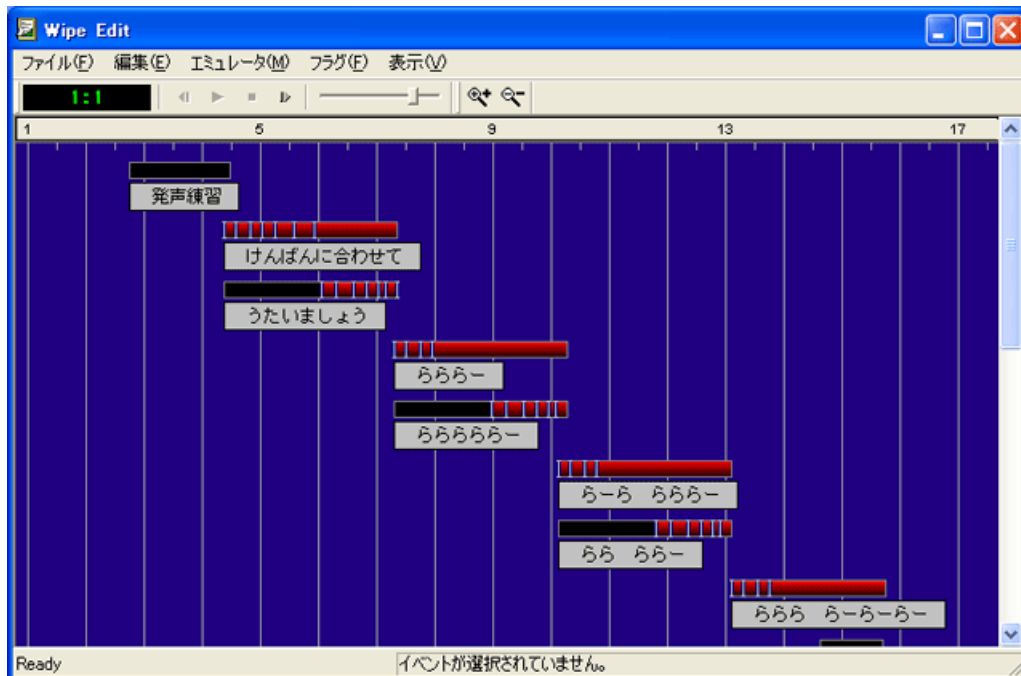 Wipe Edit
ファイル(F) 編集(E) エミュレータ(M) フラグ(F) 表示(V)
1:1
1 5 9 13 17
発声練習
けんばんに合わせて
うたいましょう
らららー
らららららー
らーら らららー
らら ららー
ららら らーらーらー
Ready イベントが選択されていません。